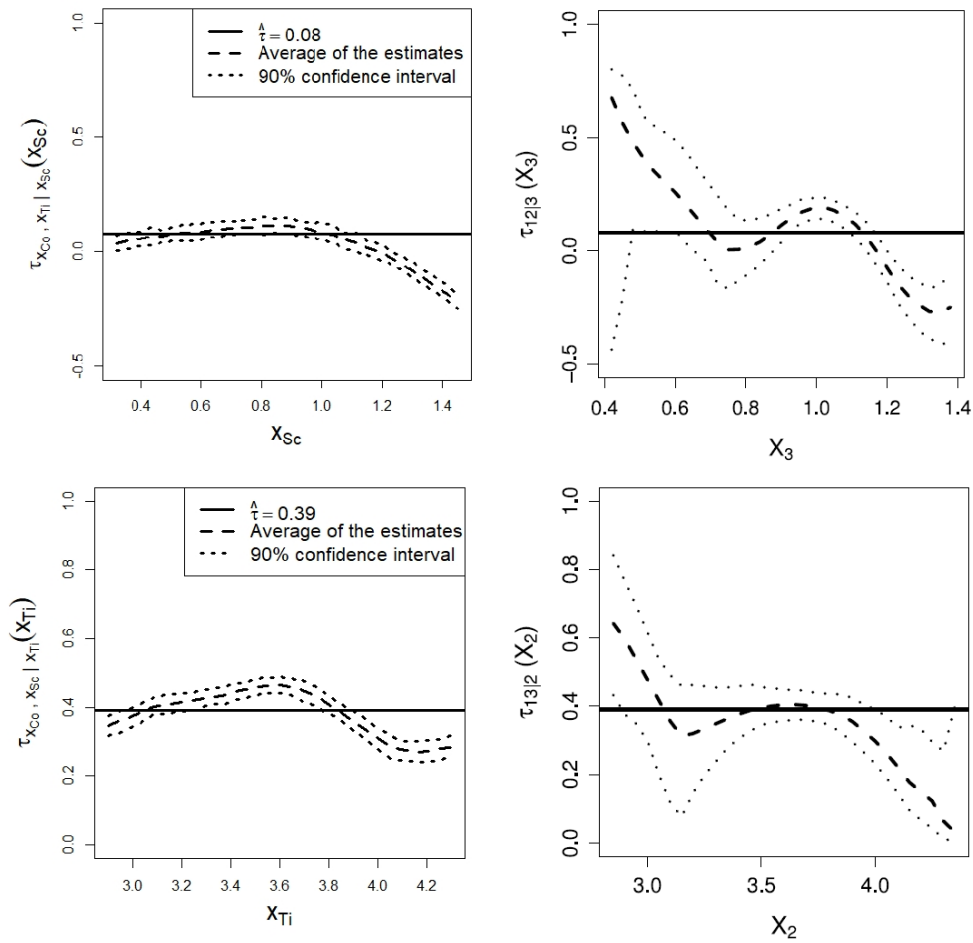 1.0
0.5
0.0
−0.5
τ x_Co , x_Ti | x_Sc (x_Sc)
τ̂ = 0.08
Average of the estimates
90% confidence interval
0.4 0.6 0.8 1.0 1.2 1.4
x_Sc
1.0
0.5
0.0
−0.5
τ12|3 (X3)
0.4 0.6 0.8 1.0 1.2 1.4
X3
1.0
0.8
0.6
0.4
0.2
0.0
τ x_Co , x_Sc | x_Ti (x_Ti)
τ̂ = 0.39
Average of the estimates
90% confidence interval
3.0 3.2 3.4 3.6 3.8 4.0 4.2
x_Ti
1.0
0.8
0.6
0.4
0.2
0.0
τ13|2 (X2)
3.0 3.5 4.0
X2